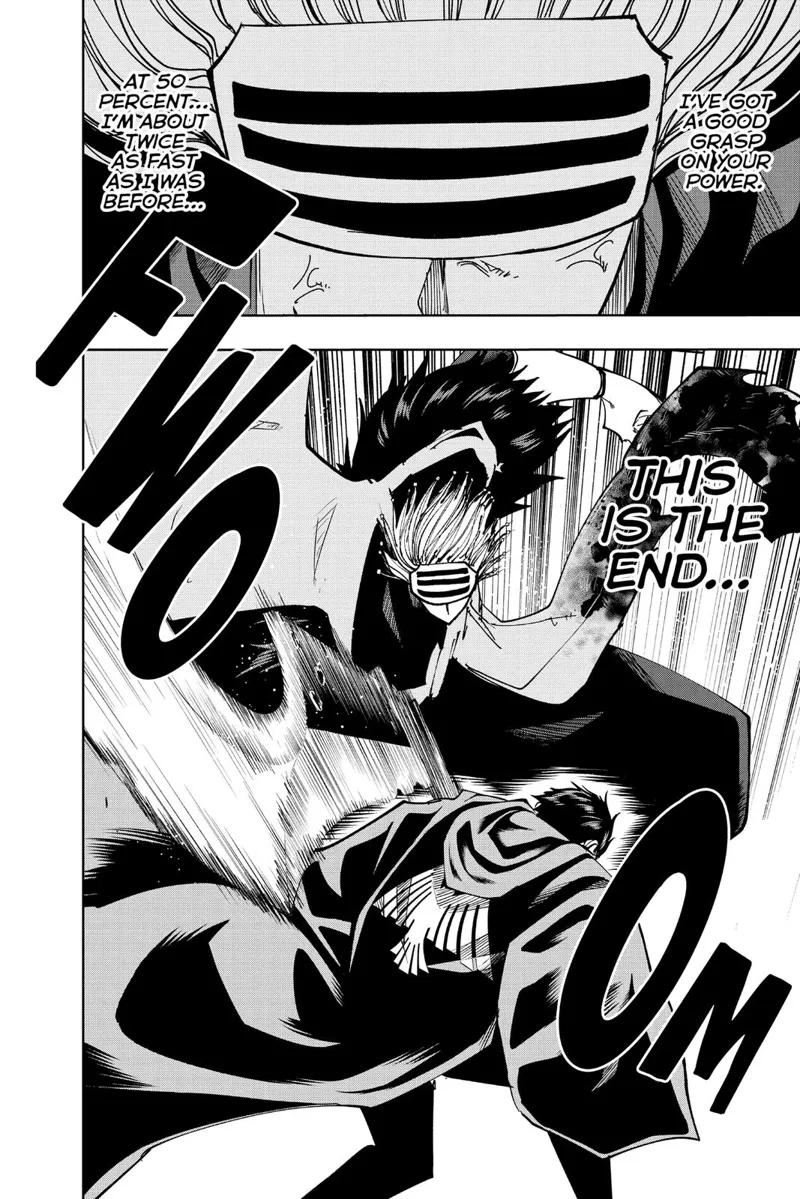 I'VE GOT
A GOOD
GRASP
ON YOUR
POWER.
AT 50
PERCENT...
I'M ABOUT
TWICE
AS FAST
AS I WAS
BEFORE...
FWO
OM
THIS
IS THE
END...